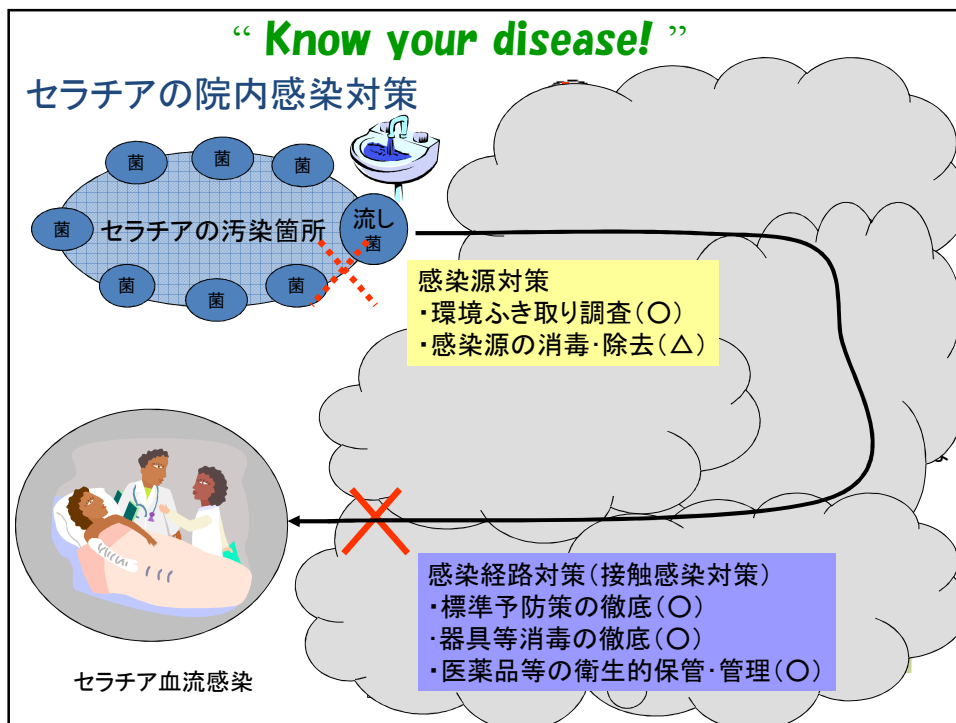 “ Know your disease! ”
セラチアの院内感染対策
菌
菌
菌
菌
セラチアの汚染箇所
流し
菌
菌
菌
菌
感染源対策
・環境ふき取り調査(〇)
・感染源の消毒・除去(△)
感染経路対策(接触感染対策)
・標準予防策の徹底(〇)
・器具等消毒の徹底(〇)
・医薬品等の衛生的保管・管理(〇)
セラチア血流感染